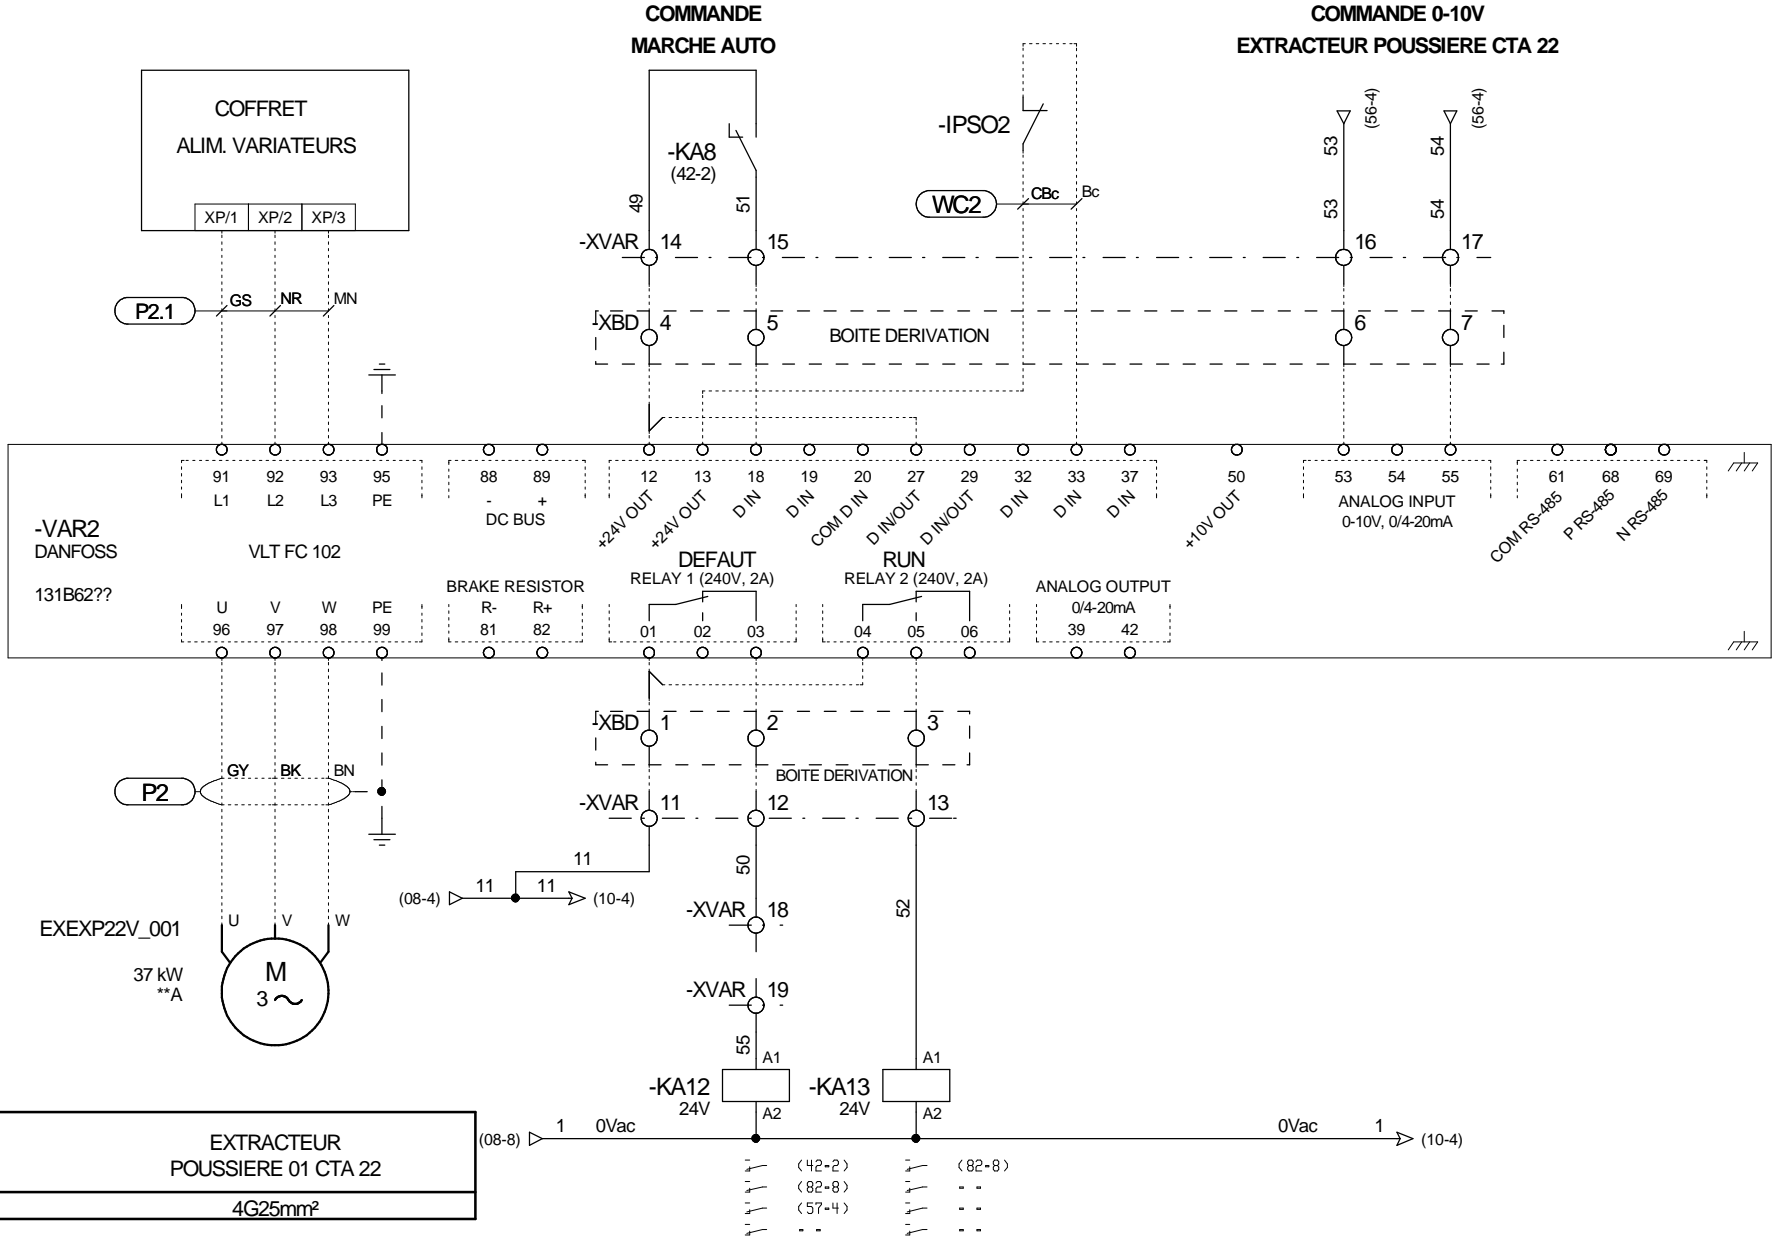 COMMANDE
MARCHE AUTO
COMMANDE 0-10V
EXTRACTEUR POUSSIERE CTA 22
COFFRET
ALIM. VARIATEURS
XP/1 XP/2 XP/3
-KA8
(42-2)
-IPSO2
53 (56-4) 54 (56-4)
49 51
WC2 CBc Bc
53 54
-XVAR 14 15 16 17
P2.1 GS NR MN
-XBD 4 5 BOITE DERIVATION 6 7
91 92 93 95 88 89 12 13 18 19 20 27 29 32 33 37 50 53 54 55 61 68 69
L1 L2 L3 PE - + DC BUS
+24V OUT +24V OUT D IN D IN COM D IN D IN/OUT D IN/OUT D IN D IN D IN +10V OUT
ANALOG INPUT
0-10V, 0/4-20mA
COM RS-485 P RS-485 N RS-485
-VAR2
DANFOSS
VLT FC 102
131B62??
DEFAUT
RELAY 1 (240V, 2A)
RUN
RELAY 2 (240V, 2A)
BRAKE RESISTOR
R- R+
81 82
ANALOG OUTPUT
0/4-20mA
39 42
U V W PE
96 97 98 99
01 02 03 04 05 06
-XBD 1 2 3
BOITE DERIVATION
P2 GY BK BN
-XVAR 11 12 13
11
(08-4) 11 11 (10-4)
50
52
-XVAR 18
-XVAR 19
55
EXEXP22V_001
37 kW
**A
U V W
M
3
-KA12
24V
A1
A2
-KA13
24V
A1
A2
(08-8) 1 0Vac 0Vac 1 (10-4)
EXTRACTEUR
POUSSIERE 01 CTA 22
4G25mm²
(42-2) (82-8)
(82-8) - -
(57-4) - -
- - - -